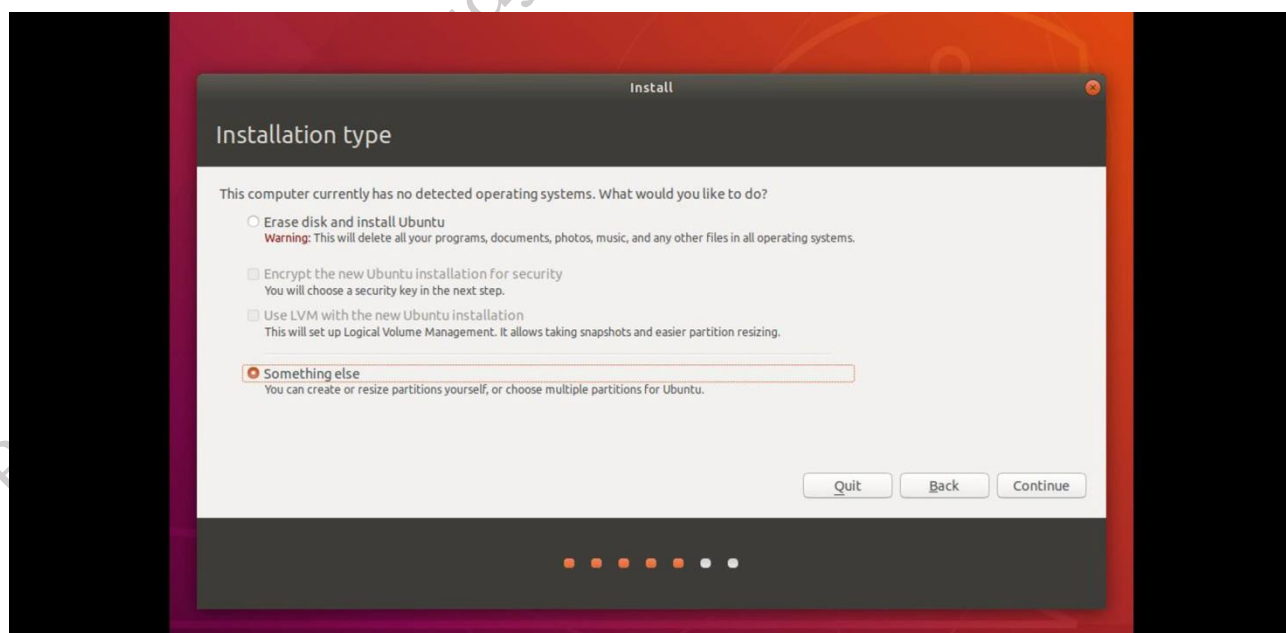 Install
Installation type
This computer currently has no detected operating systems. What would you like to do?
Erase disk and install Ubuntu
Warning: This will delete all your programs, documents, photos, music, and any other files in all operating systems.
Encrypt the new Ubuntu installation for security
You will choose a security key in the next step.
Use LVM with the new Ubuntu installation
This will set up Logical Volume Management. It allows taking snapshots and easier partition resizing.
Something else
You can create or resize partitions yourself, or choose multiple partitions for Ubuntu.
Quit Back Continue